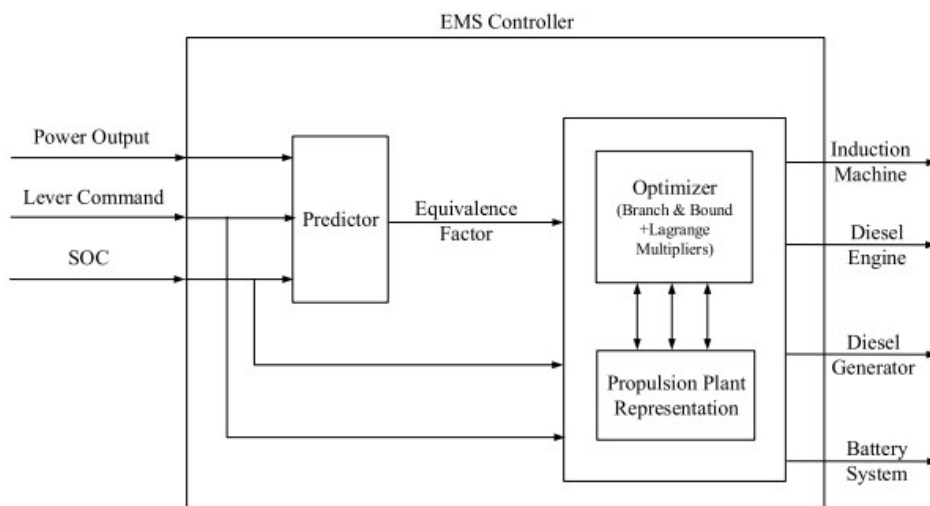 EMS Controller
Power Output
Lever Command
SOC
Predictor
Equivalence
Factor
Optimizer
(Branch & Bound
+Lagrange
Multipliers)
Propulsion Plant
Representation
Induction
Machine
Diesel
Engine
Diesel
Generator
Battery
System